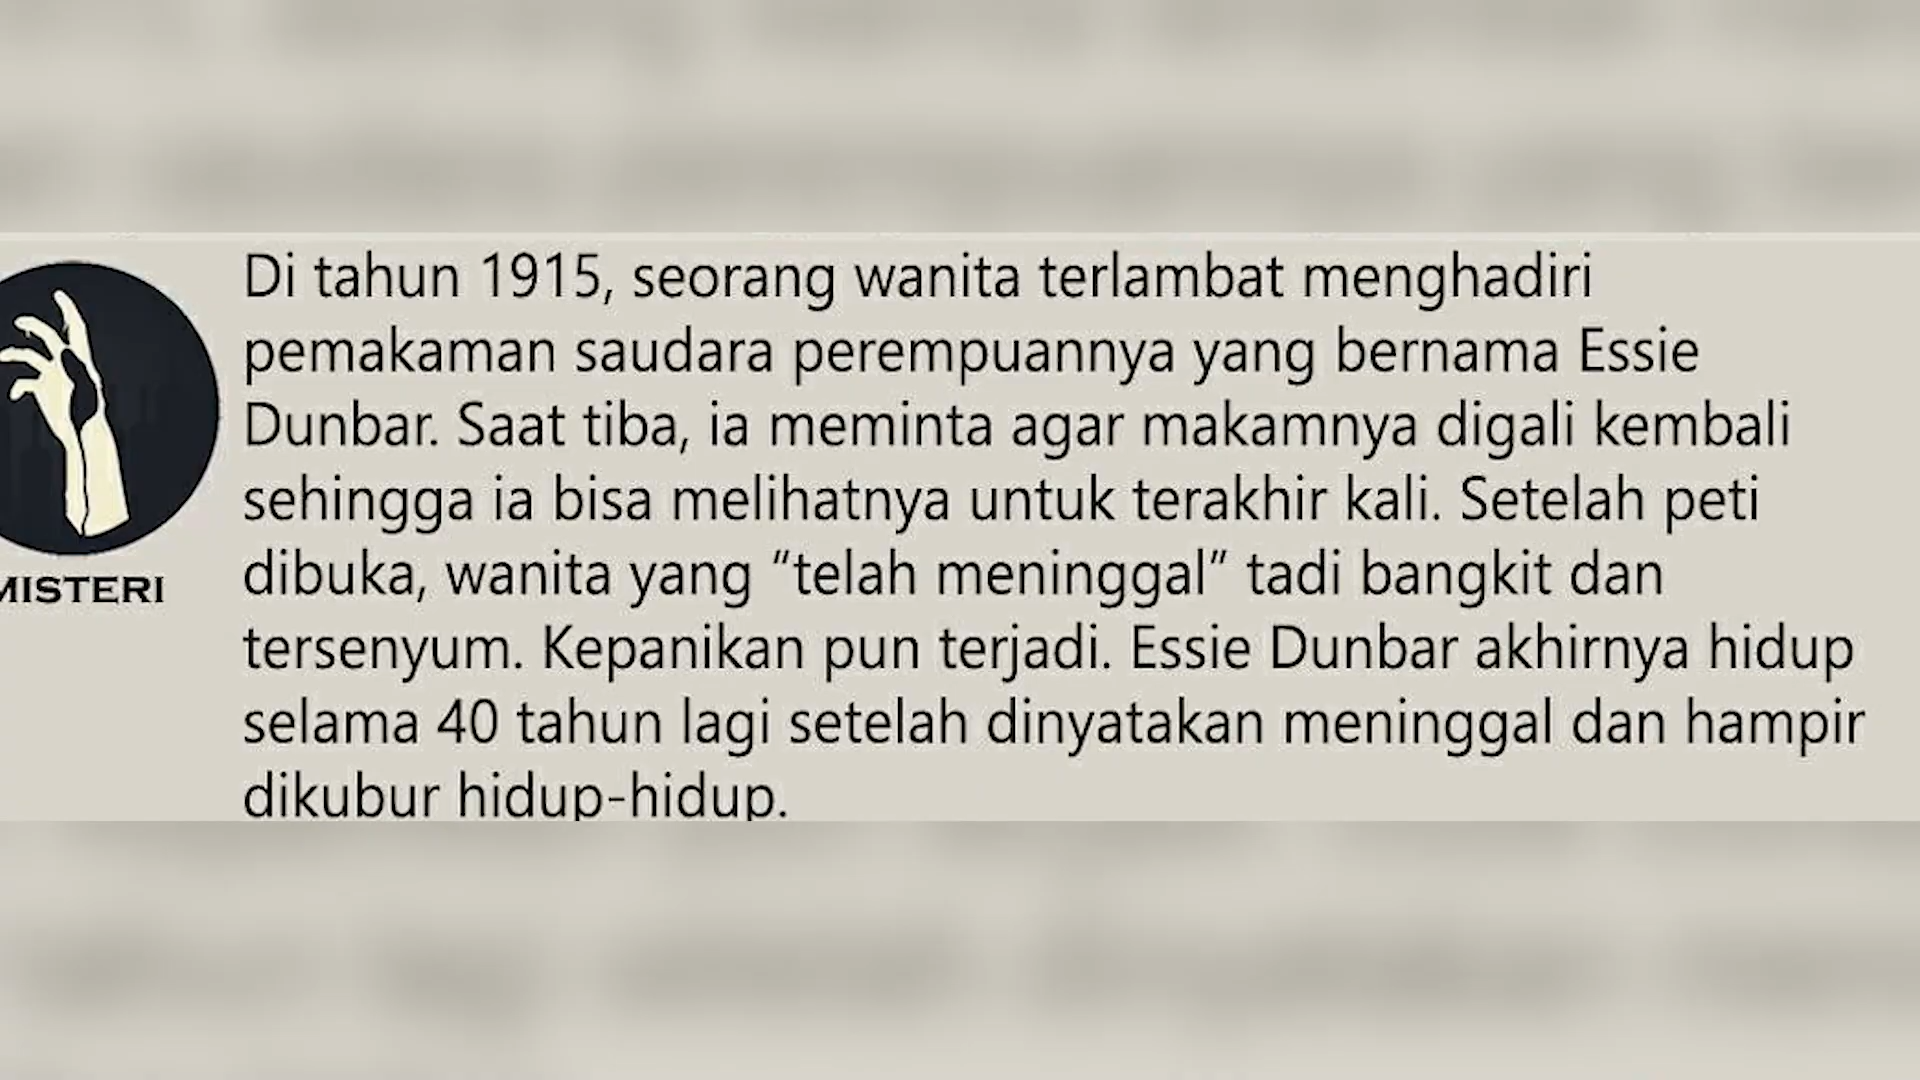 Di tahun 1915, seorang wanita terlambat menghadiri
pemakaman saudara perempuannya yang bernama Essie
Dunbar. Saat tiba, ia meminta agar makamnya digali kembali
sehingga ia bisa melihatnya untuk terakhir kali. Setelah peti
dibuka, wanita yang “telah meninggal” tadi bangkit dan
tersenyum. Kepanikan pun terjadi. Essie Dunbar akhirnya hidup
selama 40 tahun lagi setelah dinyatakan meninggal dan hampir
dikubur hidup-hidup.
MISTERI